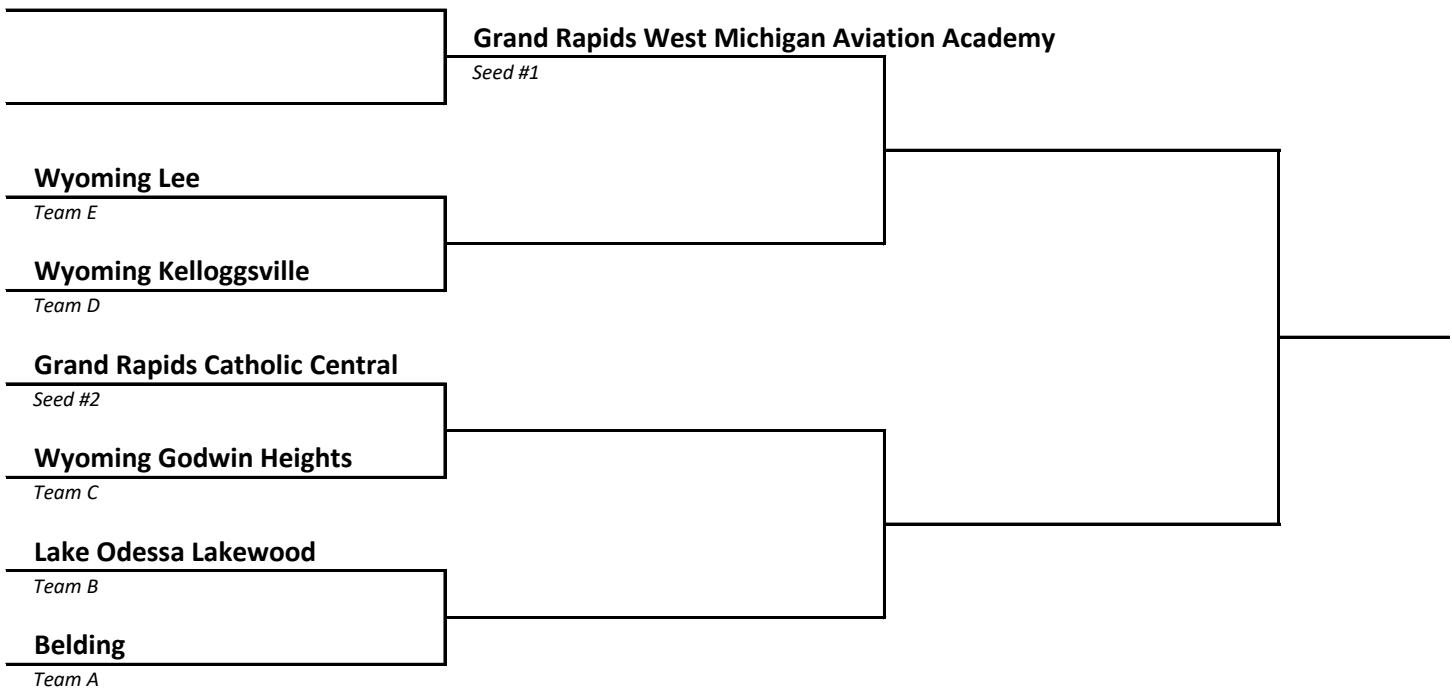 Grand Rapids West Michigan Aviation Academy
Seed #1
Wyoming Lee
Team E
Wyoming Kelloggsville
Team D
Grand Rapids Catholic Central
Seed #2
Wyoming Godwin Heights
Team C
Lake Odessa Lakewood
Team B
Belding
Team A